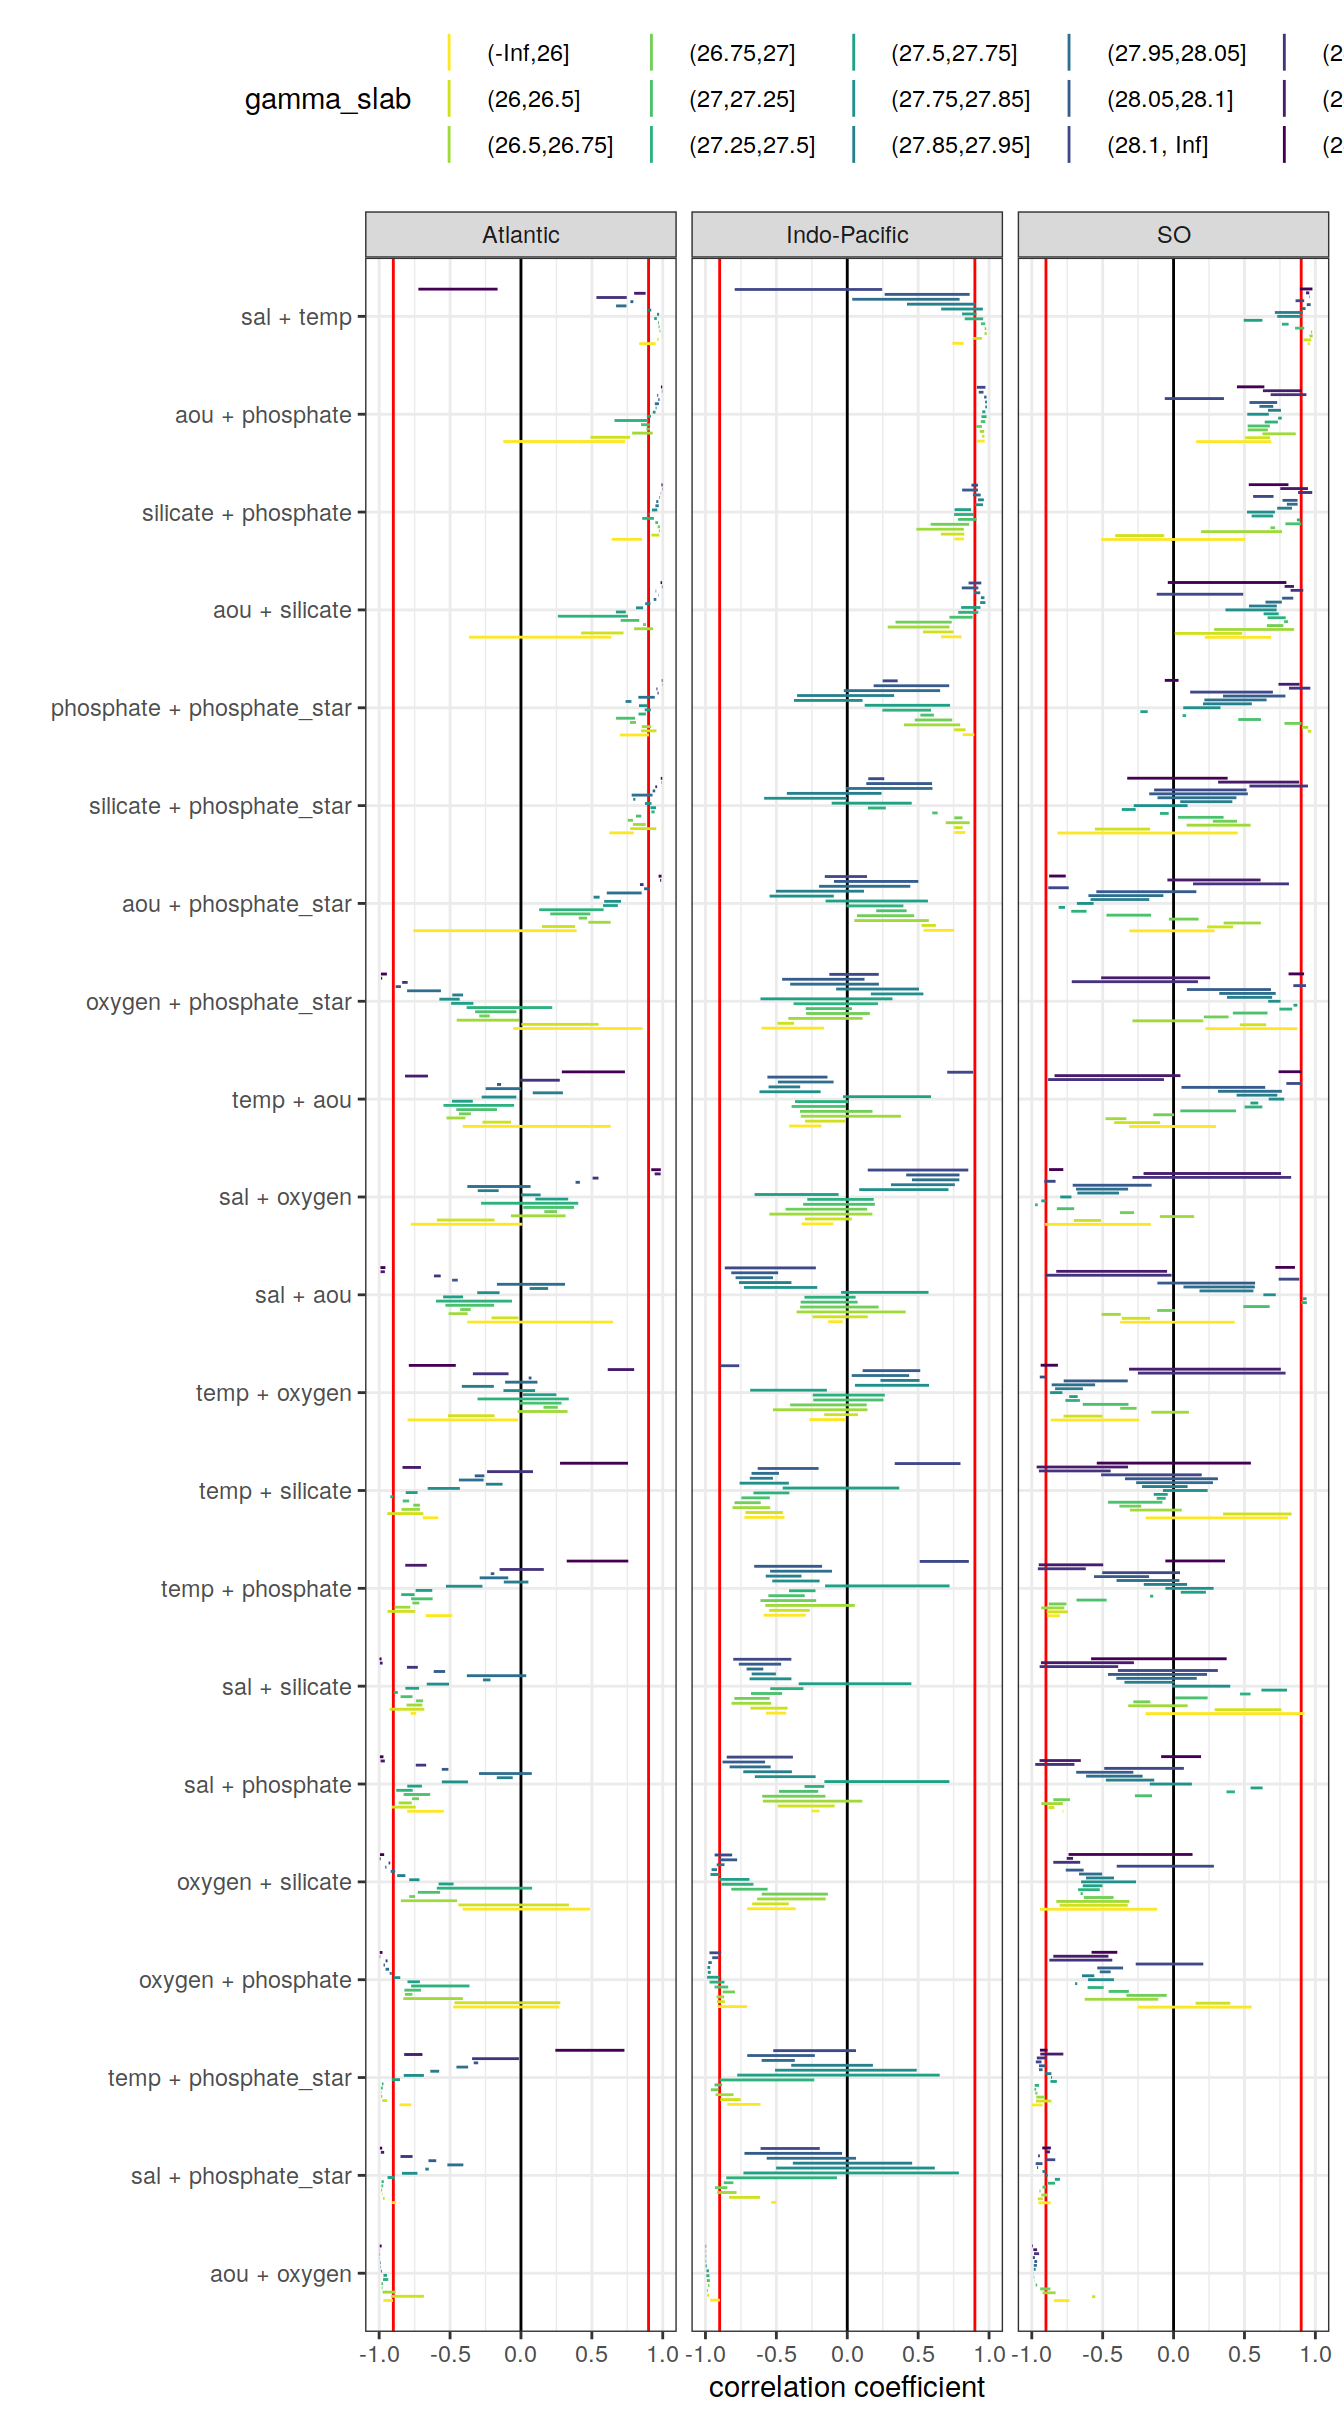 (-Inf,26] (26.75,27] (27.5,27.75] (27.95,28.05] (2
gamma_slab (26,26.5] (27,27.25] (27.75,27.85] (28.05,28.1] (2
(26.5,26.75] (27.25,27.5] (27.85,27.95] (28.1, Inf] (2
Atlantic Indo-Pacific SO
sal + temp
aou + phosphate
silicate + phosphate
aou + silicate
phosphate + phosphate_star
silicate + phosphate_star
aou + phosphate_star
oxygen + phosphate_star
temp + aou
sal + oxygen
sal + aou
temp + oxygen
temp + silicate
temp + phosphate
sal + silicate
sal + phosphate
oxygen + silicate
oxygen + phosphate
temp + phosphate_star
sal + phosphate_star
aou + oxygen
-1.0 -0.5 0.0 0.5 1.0 -1.0 -0.5 0.0 0.5 1.0 -1.0 -0.5 0.0 0.5 1.0
correlation coefficient